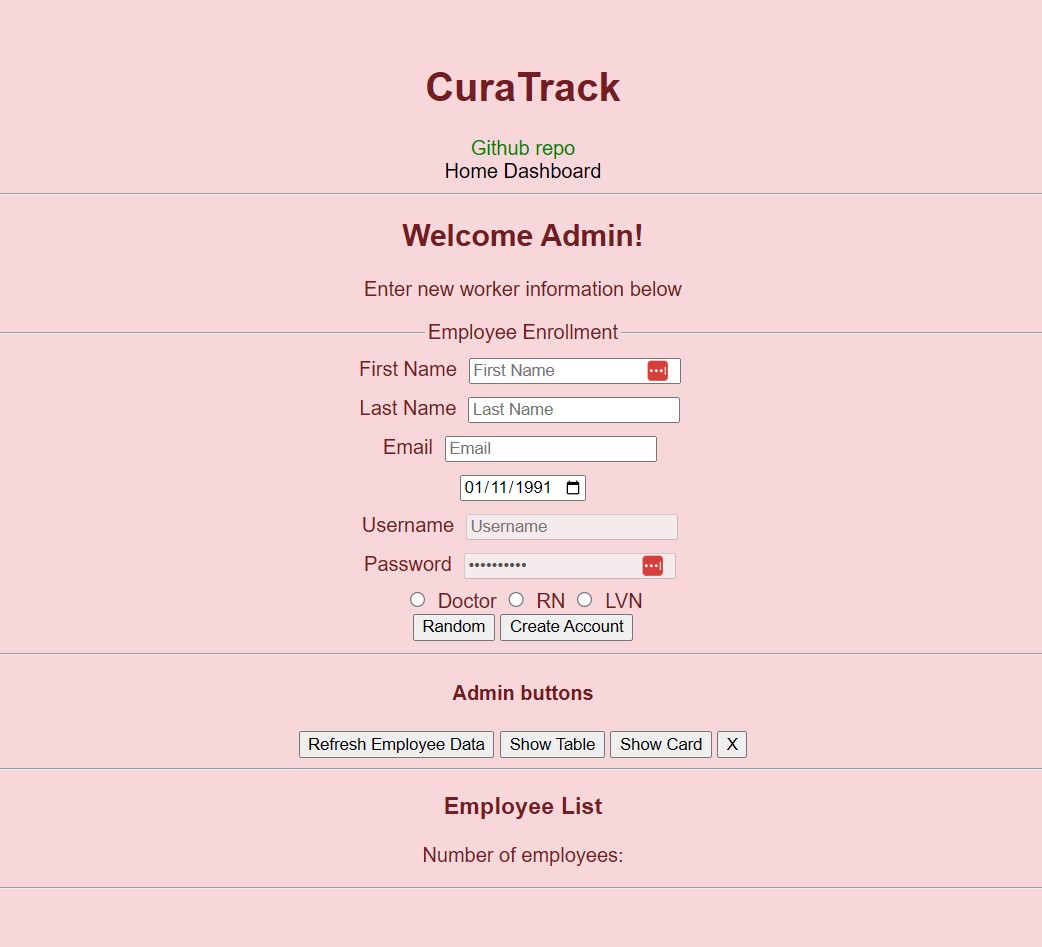 CuraTrack
Github repo
Home Dashboard
Welcome Admin!
Enter new worker information below
Employee Enrollment
First Name First Name
Last Name Last Name
Email Email
01/11/1991
Username Username
Password ••••••••••
Doctor RN LVN
Random Create Account
Admin buttons
Refresh Employee Data Show Table Show Card X
Employee List
Number of employees: